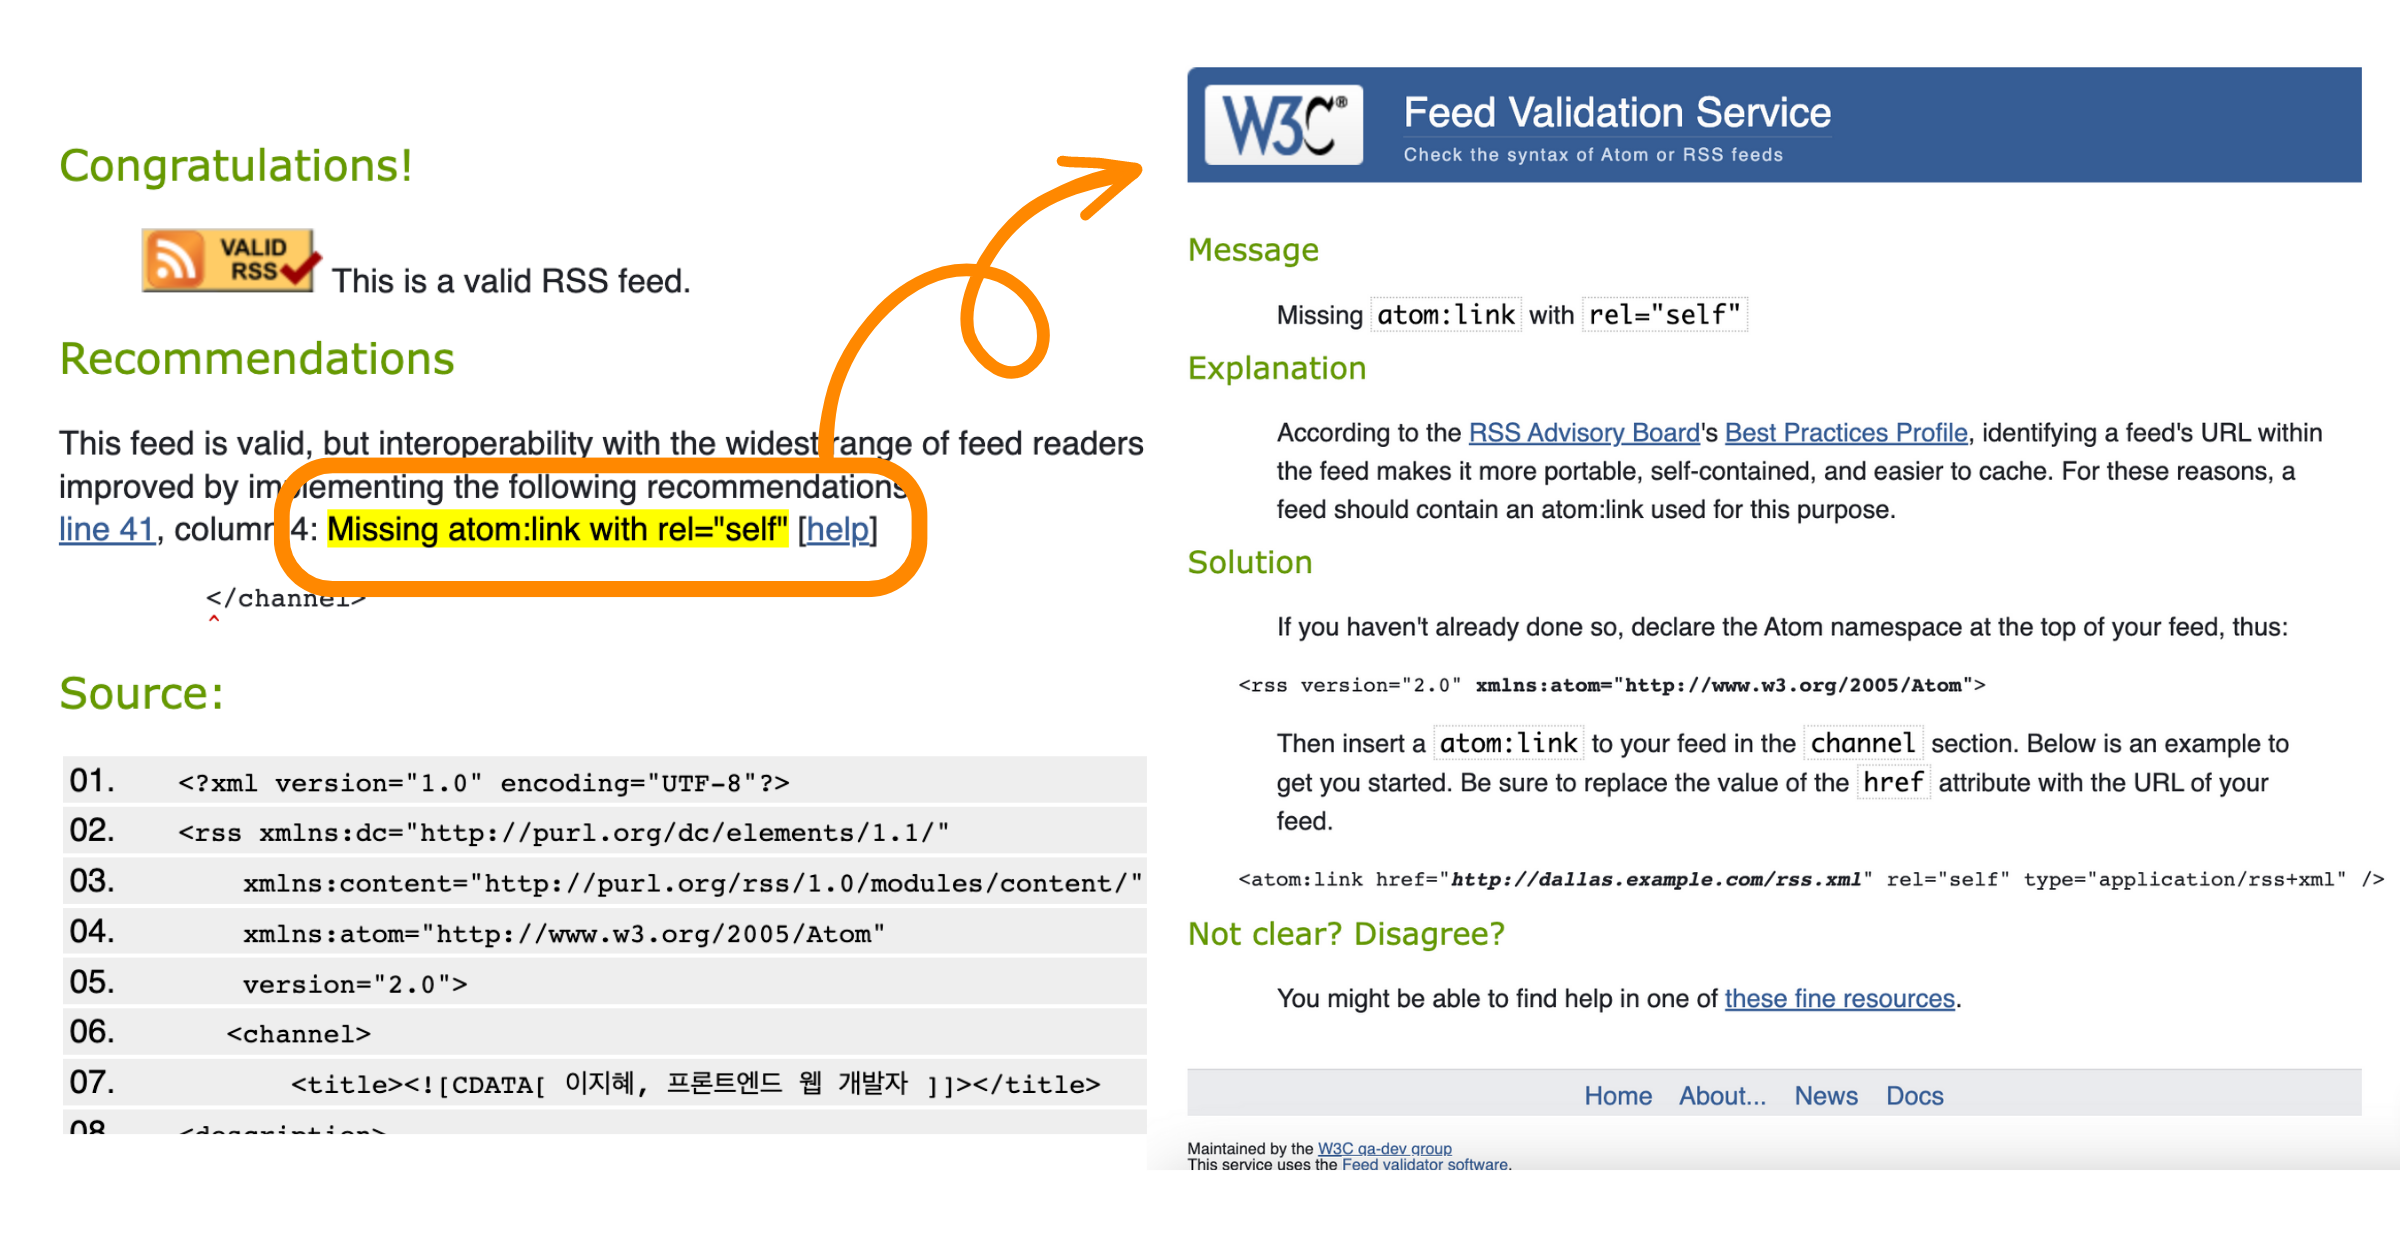 Congratulations!
VALID
RSS
This is a valid RSS feed.
Recommendations
This feed is valid, but interoperability with the widest range of feed readers
improved by implementing the following recommendations
line 41, column 4: Missing atom:link with rel="self" [help]
</channel>
^
Source:
01. <?xml version="1.0" encoding="UTF-8"?>
02. <rss xmlns:dc="http://purl.org/dc/elements/1.1/"
03. xmlns:content="http://purl.org/rss/1.0/modules/content/"
04. xmlns:atom="http://www.w3.org/2005/Atom"
05. version="2.0">
06. <channel>
07. <title><![CDATA[ 이지혜, 프론트엔드 웹 개발자 ]]></title>
08. <description>
W3C®
Feed Validation Service
Check the syntax of Atom or RSS feeds
Message
Missing atom:link with rel="self"
Explanation
According to the RSS Advisory Board's Best Practices Profile, identifying a feed's URL within
the feed makes it more portable, self-contained, and easier to cache. For these reasons, a
feed should contain an atom:link used for this purpose.
Solution
If you haven't already done so, declare the Atom namespace at the top of your feed, thus:
<rss version="2.0" xmlns:atom="http://www.w3.org/2005/Atom">
Then insert a atom:link to your feed in the channel section. Below is an example to
get you started. Be sure to replace the value of the href attribute with the URL of your
feed.
<atom:link href="http://dallas.example.com/rss.xml" rel="self" type="application/rss+xml" />
Not clear? Disagree?
You might be able to find help in one of these fine resources.
Home About... News Docs
Maintained by the W3C qa-dev group
This service uses the Feed validator software.